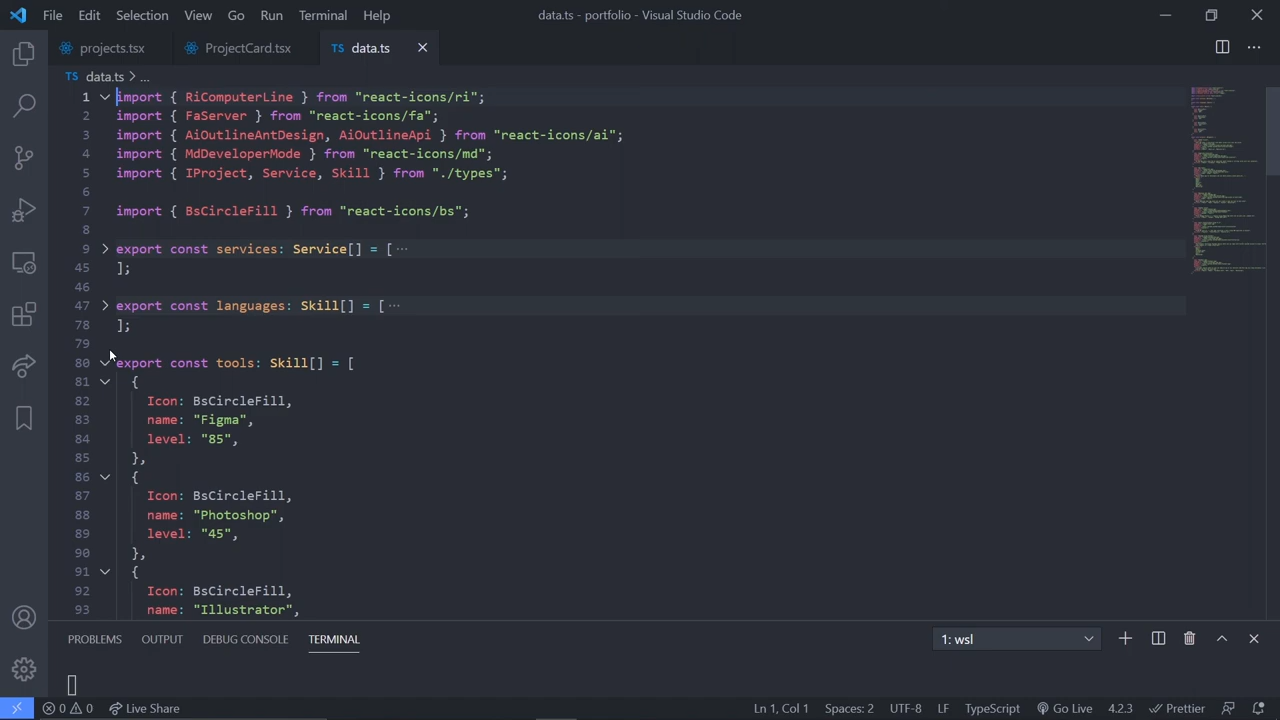 File Edit Selection View Go Run Terminal Help data.ts - portfolio - Visual Studio Code
projects.tsx ProjectCard.tsx TS data.ts
TS data.ts > ...
1 import { RiComputerLine } from "react-icons/ri";
2 import { FaServer } from "react-icons/fa";
3 import { AiOutlineAntDesign, AiOutlineApi } from "react-icons/ai";
4 import { MdDeveloperMode } from "react-icons/md";
5 import { IProject, Service, Skill } from "./types";
6
7 import { BsCircleFill } from "react-icons/bs";
8
9 export const services: Service[] = [ ...
45 ];
46
47 export const languages: Skill[] = [ ...
78 ];
79
80 export const tools: Skill[] = [
81 {
82 Icon: BsCircleFill,
83 name: "Figma",
84 level: "85",
85 },
86 {
87 Icon: BsCircleFill,
88 name: "Photoshop",
89 level: "45",
90 },
91 {
92 Icon: BsCircleFill,
93 name: "Illustrator",
PROBLEMS OUTPUT DEBUG CONSOLE TERMINAL 1: wsl
0 0 Live Share Ln 1, Col 1 Spaces: 2 UTF-8 LF TypeScript Go Live 4.2.3 Prettier